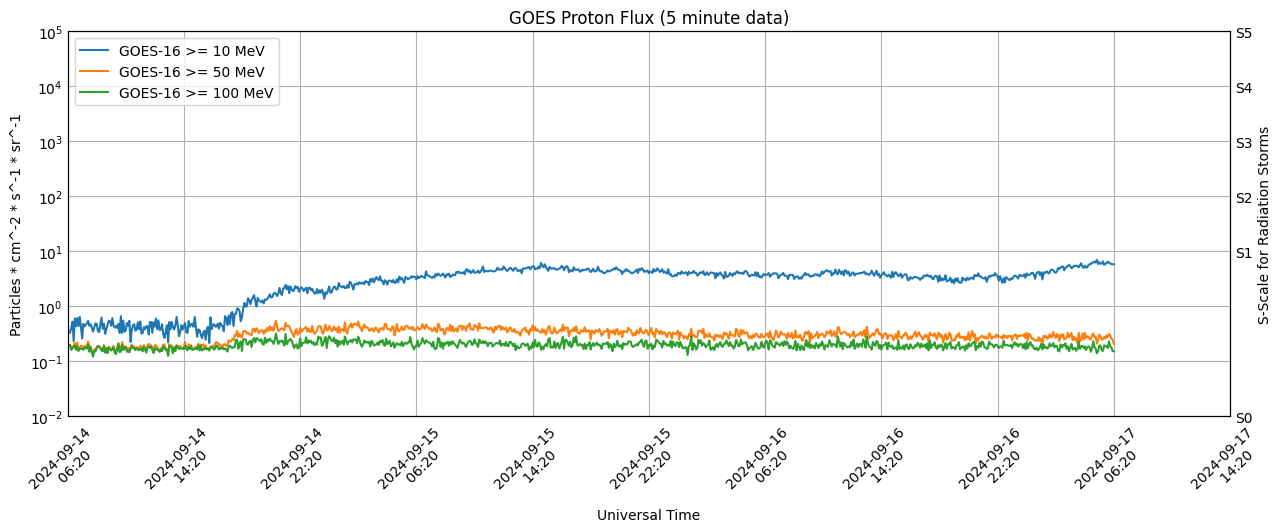 GOES Proton Flux (5 minute data)
GOES-16 >= 10 MeV
GOES-16 >= 50 MeV
GOES-16 >= 100 MeV
Particles * cm^-2 * s^-1 * sr^-1
10^5
10^4
10^3
10^2
10^1
10^0
10^-1
10^-2
S5
S4
S3
S2
S1
S0
S-Scale for Radiation Storms
2024-09-14
06:20
2024-09-14
14:20
2024-09-14
22:20
2024-09-15
06:20
2024-09-15
14:20
2024-09-15
22:20
2024-09-16
06:20
2024-09-16
14:20
2024-09-16
22:20
2024-09-17
06:20
2024-09-17
14:20
Universal Time